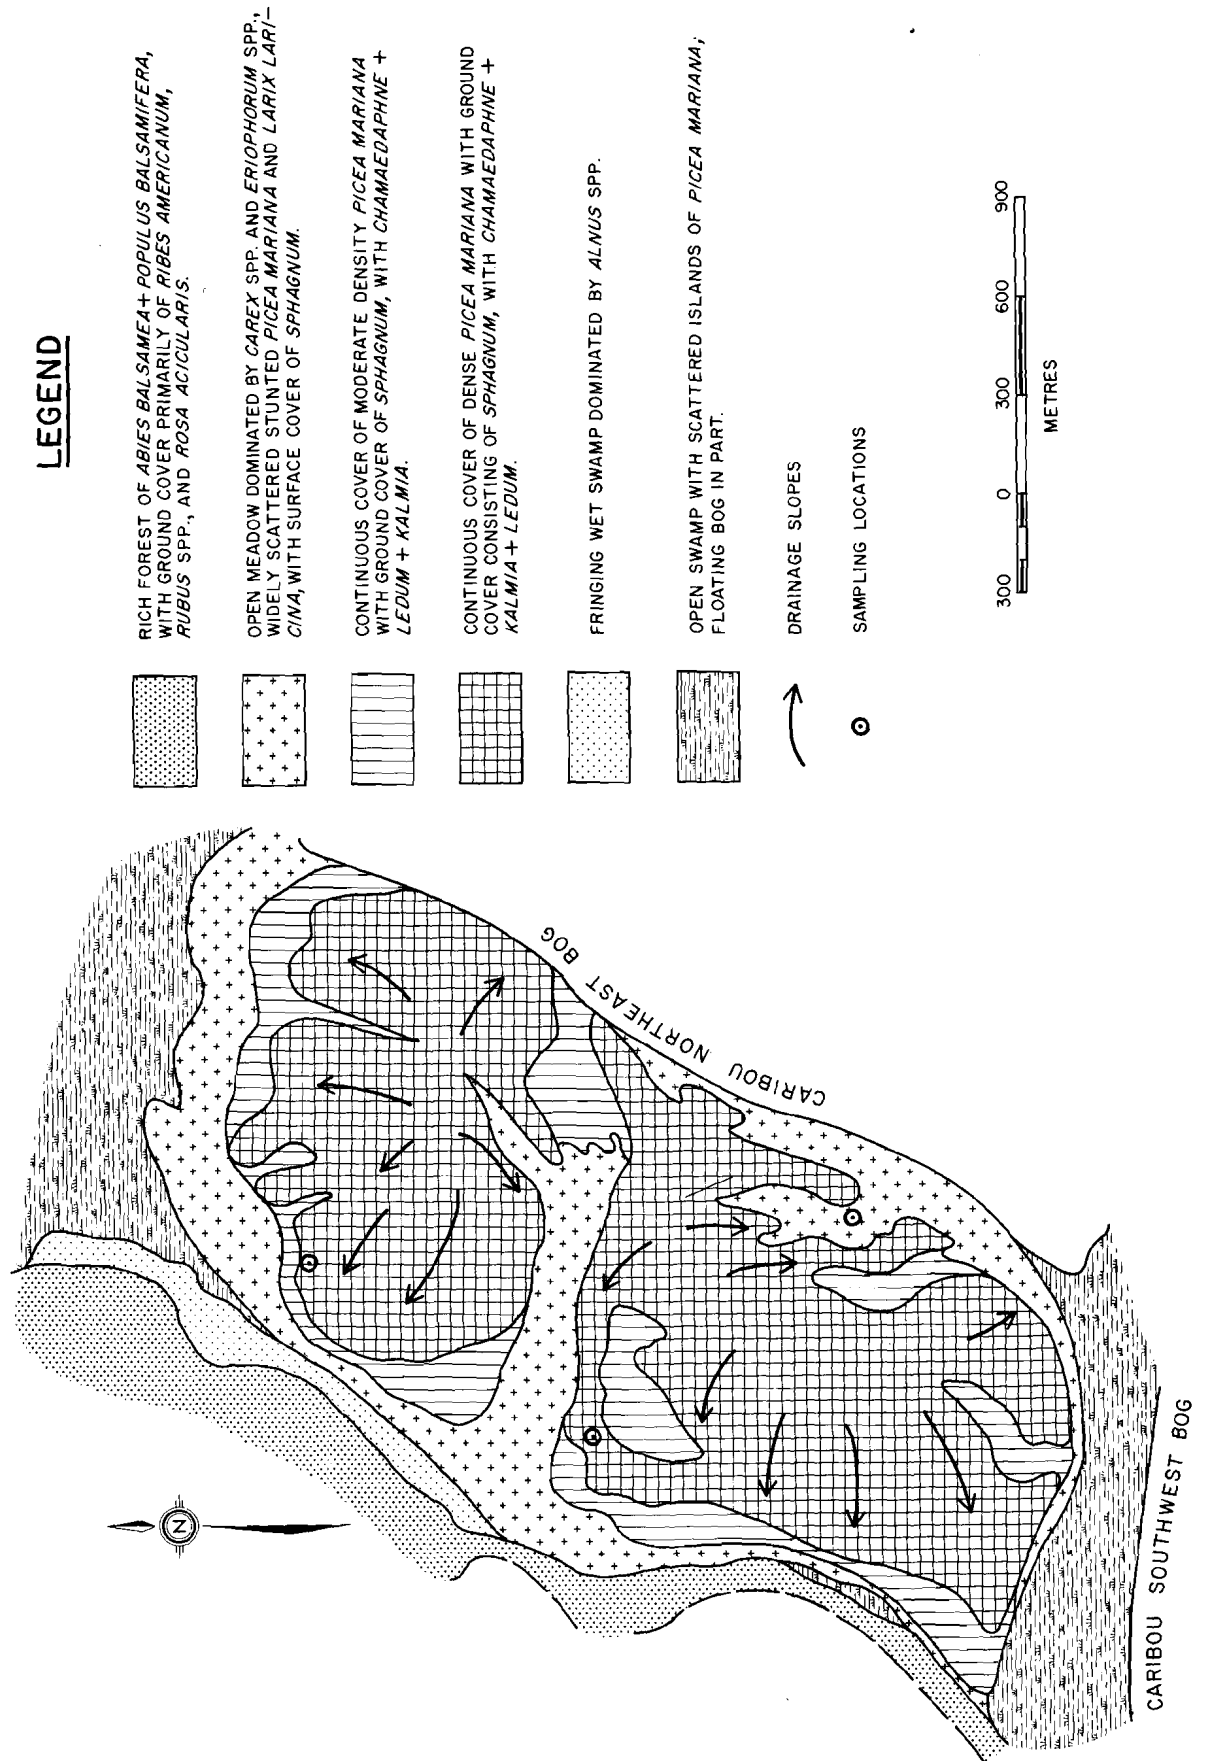 LEGEND
RICH FOREST OF ABIES BALSAMEA + POPULUS BALSAMIFERA,
WITH GROUND COVER PRIMARILY OF RIBES AMERICANUM,
RUBUS SPP., AND ROSA ACICULARIS.
OPEN MEADOW DOMINATED BY CAREX SPP. AND ERIOPHORUM SPP.,
WIDELY SCATTERED STUNTED PICEA MARIANA AND LARIX LARI-
CINA, WITH SURFACE COVER OF SPHAGNUM.
CONTINUOUS COVER OF MODERATE DENSITY PICEA MARIANA
WITH GROUND COVER OF SPHAGNUM, WITH CHAMAEDAPHNE +
LEDUM + KALMIA.
CONTINUOUS COVER OF DENSE PICEA MARIANA WITH GROUND
COVER CONSISTING OF SPHAGNUM, WITH CHAMAEDAPHNE +
KALMIA + LEDUM.
FRINGING WET SWAMP DOMINATED BY ALNUS SPP.
OPEN SWAMP WITH SCATTERED ISLANDS OF PICEA MARIANA;
FLOATING BOG IN PART.
DRAINAGE SLOPES
SAMPLING LOCATIONS
300 0 300 600 900
METRES
N
CARIBOU NORTHEAST BOG
CARIBOU SOUTHWEST BOG